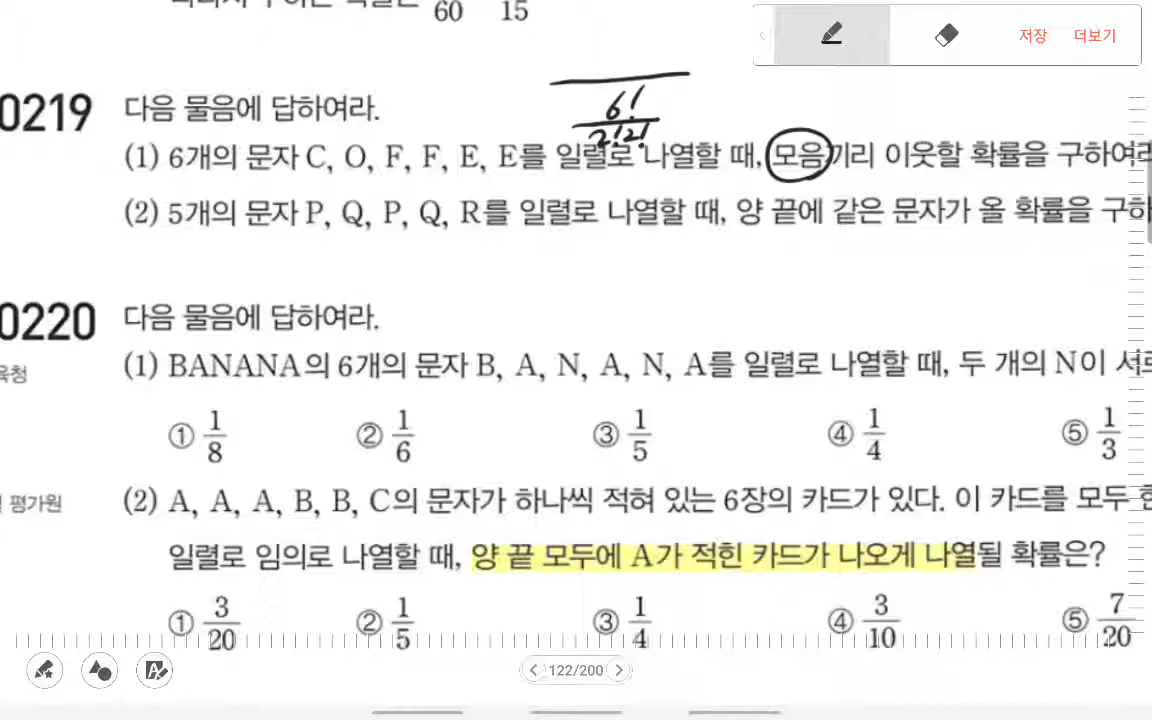 60 15
저장 더보기
0219 다음 물음에 답하여라.
6!
2!2!
(1) 6개의 문자 C, O, F, F, E, E를 일렬로 나열할 때, 모음끼리 이웃할 확률을 구하여라
(2) 5개의 문자 P, Q, P, Q, R를 일렬로 나열할 때, 양 끝에 같은 문자가 올 확률을 구하
0220 다음 물음에 답하여라.
육청 (1) BANANA의 6개의 문자 B, A, N, A, N, A를 일렬로 나열할 때, 두 개의 N이 서로
① 1/8 ② 1/6 ③ 1/5 ④ 1/4 ⑤ 1/3
평가원 (2) A, A, A, B, B, C의 문자가 하나씩 적혀 있는 6장의 카드가 있다. 이 카드를 모두 한
일렬로 임의로 나열할 때, 양 끝 모두에 A가 적힌 카드가 나오게 나열될 확률은?
① 3/20 ② 1/5 ③ 1/4 ④ 3/10 ⑤ 7/20
122/200